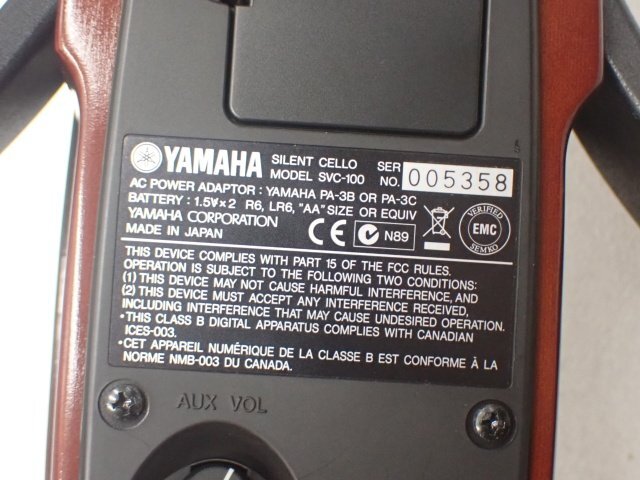 YAMAHA SILENT CELLO SER
MODEL SVC-100 NO. 005358
AC POWER ADAPTOR : YAMAHA PA-3B OR PA-3C
BATTERY : 1.5V×2 R6, LR6, "AA" SIZE OR EQUIV
YAMAHA CORPORATION
MADE IN JAPAN
CE N89 VERIFIED EMC SEMKO
THIS DEVICE COMPLIES WITH PART 15 OF THE FCC RULES.
OPERATION IS SUBJECT TO THE FOLLOWING TWO CONDITIONS:
(1) THIS DEVICE MAY NOT CAUSE HARMFUL INTERFERENCE, AND
(2) THIS DEVICE MUST ACCEPT ANY INTERFERENCE RECEIVED,
INCLUDING INTERFERENCE THAT MAY CAUSE UNDESIRED OPERATION.
•THIS CLASS B DIGITAL APPARATUS COMPLIES WITH CANADIAN
ICES-003.
•CET APPAREIL NUMÉRIQUE DE LA CLASSE B EST CONFORME À LA
NORME NMB-003 DU CANADA.
AUX VOL